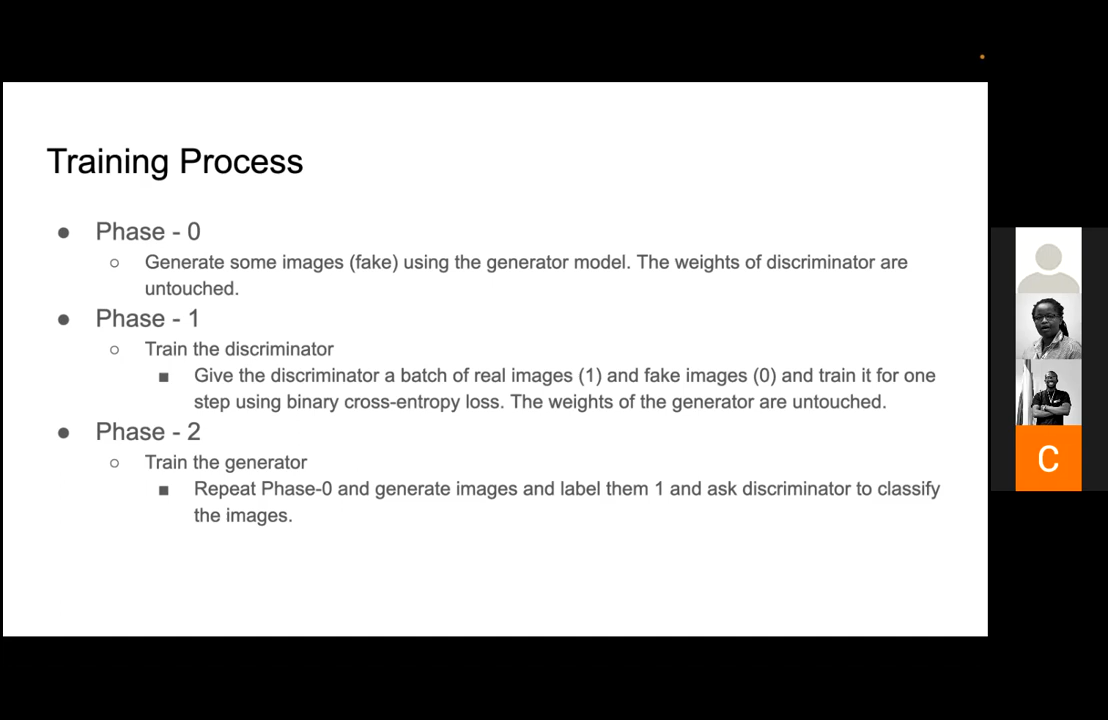 Training Process
● Phase - 0
○ Generate some images (fake) using the generator model. The weights of discriminator are
untouched.
● Phase - 1
○ Train the discriminator
■ Give the discriminator a batch of real images (1) and fake images (0) and train it for one
step using binary cross-entropy loss. The weights of the generator are untouched.
● Phase - 2
○ Train the generator
■ Repeat Phase-0 and generate images and label them 1 and ask discriminator to classify
the images.
C